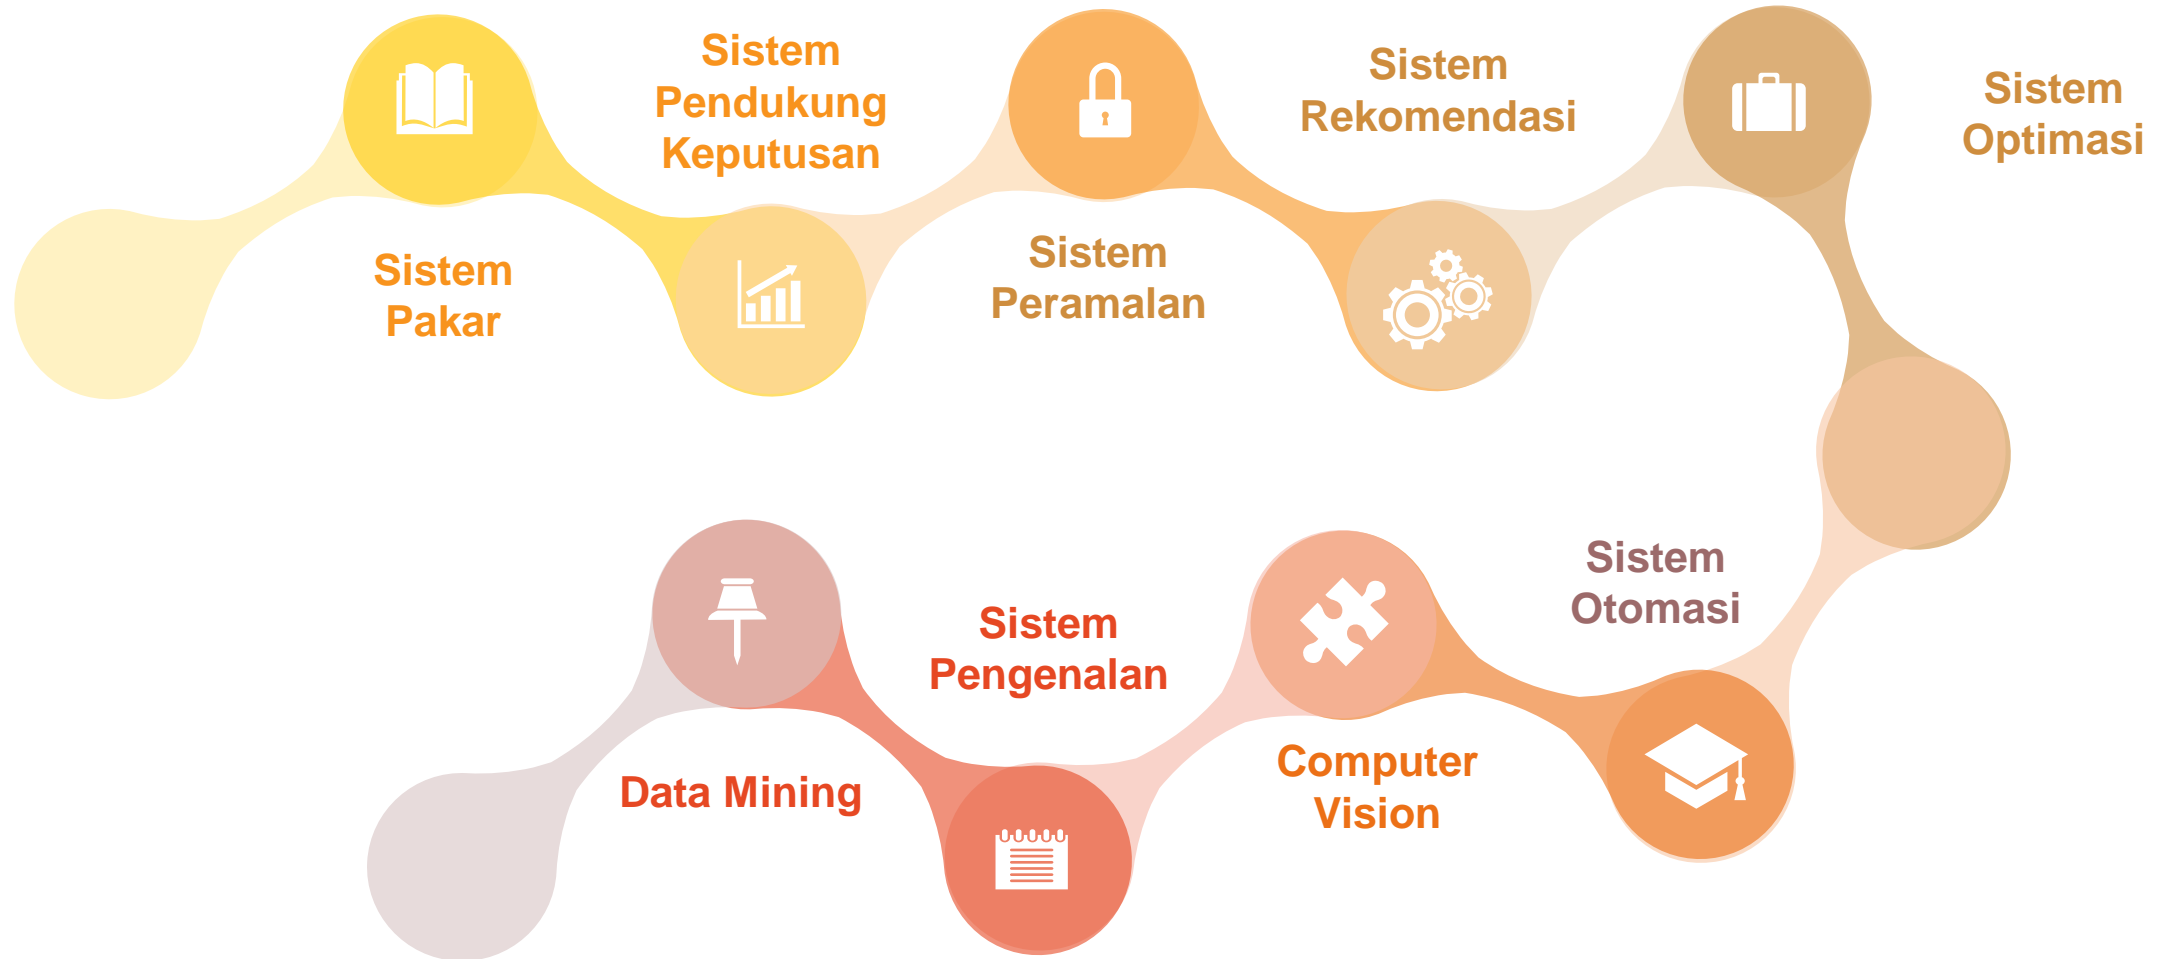 Sistem
Pakar
Sistem
Pendukung
Keputusan
Sistem
Peramalan
Sistem
Rekomendasi
Sistem
Optimasi
Sistem
Otomasi
Computer
Vision
Sistem
Pengenalan
Data Mining